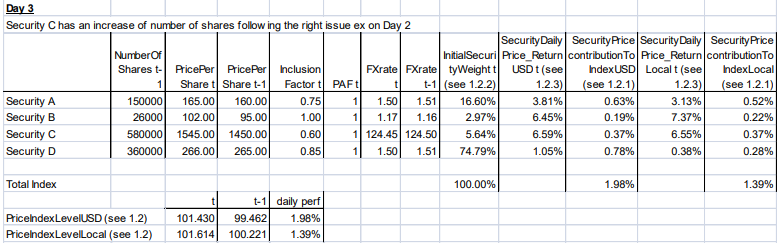 Day 3
Security C has an increase of number of shares following the right issue ex on Day 2
NumberOf Shares t-1 PricePer Share t PricePer Share t-1 Inclusion Factor t PAF t FXrate t FXrate t-1 InitialSecurityWeight t (see 1.2.2) SecurityDaily Price_Return USD t (see 1.2.3) SecurityPrice contributionTo IndexUSD (see 1.2.1) SecurityDaily Price_Return Local t (see 1.2.3) SecurityPrice contributionTo IndexLocal (see 1.2.1)
Security A 150000 165.00 160.00 0.75 1 1.50 1.51 16.60% 3.81% 0.63% 3.13% 0.52%
Security B 26000 102.00 95.00 1.00 1 1.17 1.16 2.97% 6.45% 0.19% 7.37% 0.22%
Security C 580000 1545.00 1450.00 0.60 1 124.45 124.50 5.64% 6.59% 0.37% 6.55% 0.37%
Security D 360000 266.00 265.00 0.85 1 1.50 1.51 74.79% 1.05% 0.78% 0.38% 0.28%
Total Index 100.00% 1.98% 1.39%
t t-1 daily perf
PriceIndexLevelUSD (see 1.2) 101.430 99.462 1.98%
PriceIndexLevelLocal (see 1.2) 101.614 100.221 1.39%